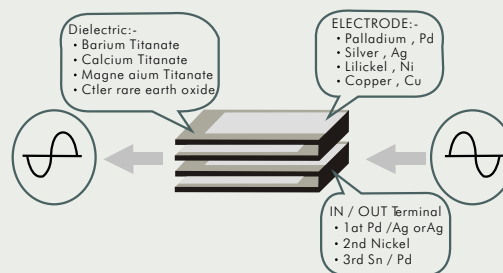 Dielectric:-
• Barium Titanate
• Calcium Titanate
• Magne aium Titanate
• Ctler rare earth oxide
ELECTRODE:-
• Palladium , Pd
• Silver , Ag
• Lilickel , Ni
• Copper , Cu
IN / OUT Terminal
• 1at Pd /Ag orAg
• 2nd Nickel
• 3rd Sn / Pd